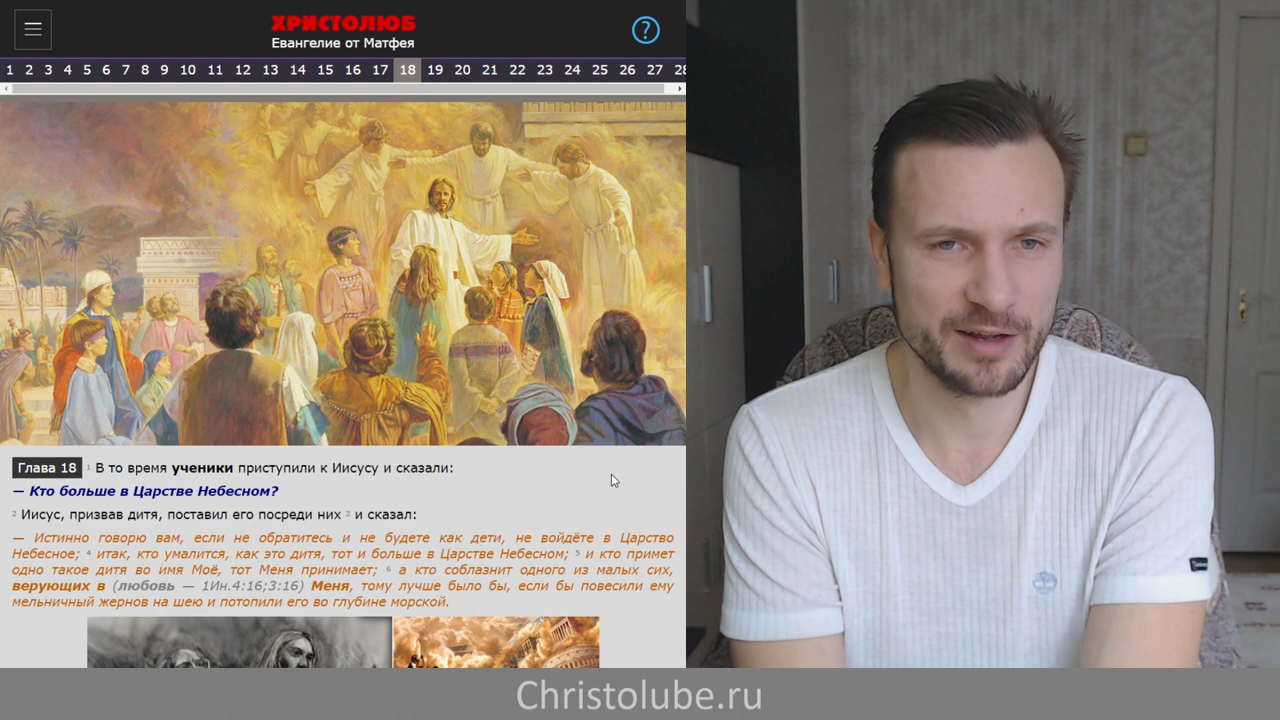 ХРИСТОЛЮБ
Евангелие от Матфея
1 2 3 4 5 6 7 8 9 10 11 12 13 14 15 16 17 18 19 20 21 22 23 24 25 26 27 28
Глава 18 1 В то время ученики приступили к Иисусу и сказали:
— Кто больше в Царстве Небесном?
2 Иисус, призвав дитя, поставил его посреди них 3 и сказал:
— Истинно говорю вам, если не обратитесь и не будете как дети, не войдёте в Царство
Небесное; 4 итак, кто умалится, как это дитя, тот и больше в Царстве Небесном; 5 и кто примет
одно такое дитя во имя Моё, тот Меня принимает; 6 а кто соблазнит одного из малых сих,
верующих в (любовь — 1Ин.4:16;3:16) Меня, тому лучше было бы, если бы повесили ему
мельничный жернов на шею и потопили его во глубине морской.
Christolube.ru